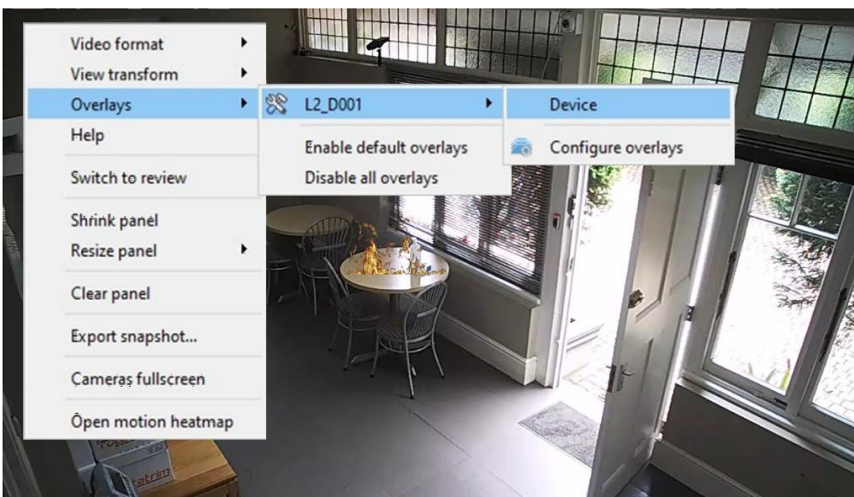 Video format
View transform
Overlays
Help
Switch to review
Shrink panel
Resize panel
Clear panel
Export snapshot...
Cameras fullscreen
Open motion heatmap
L2_D001
Enable default overlays
Disable all overlays
Device
Configure overlays